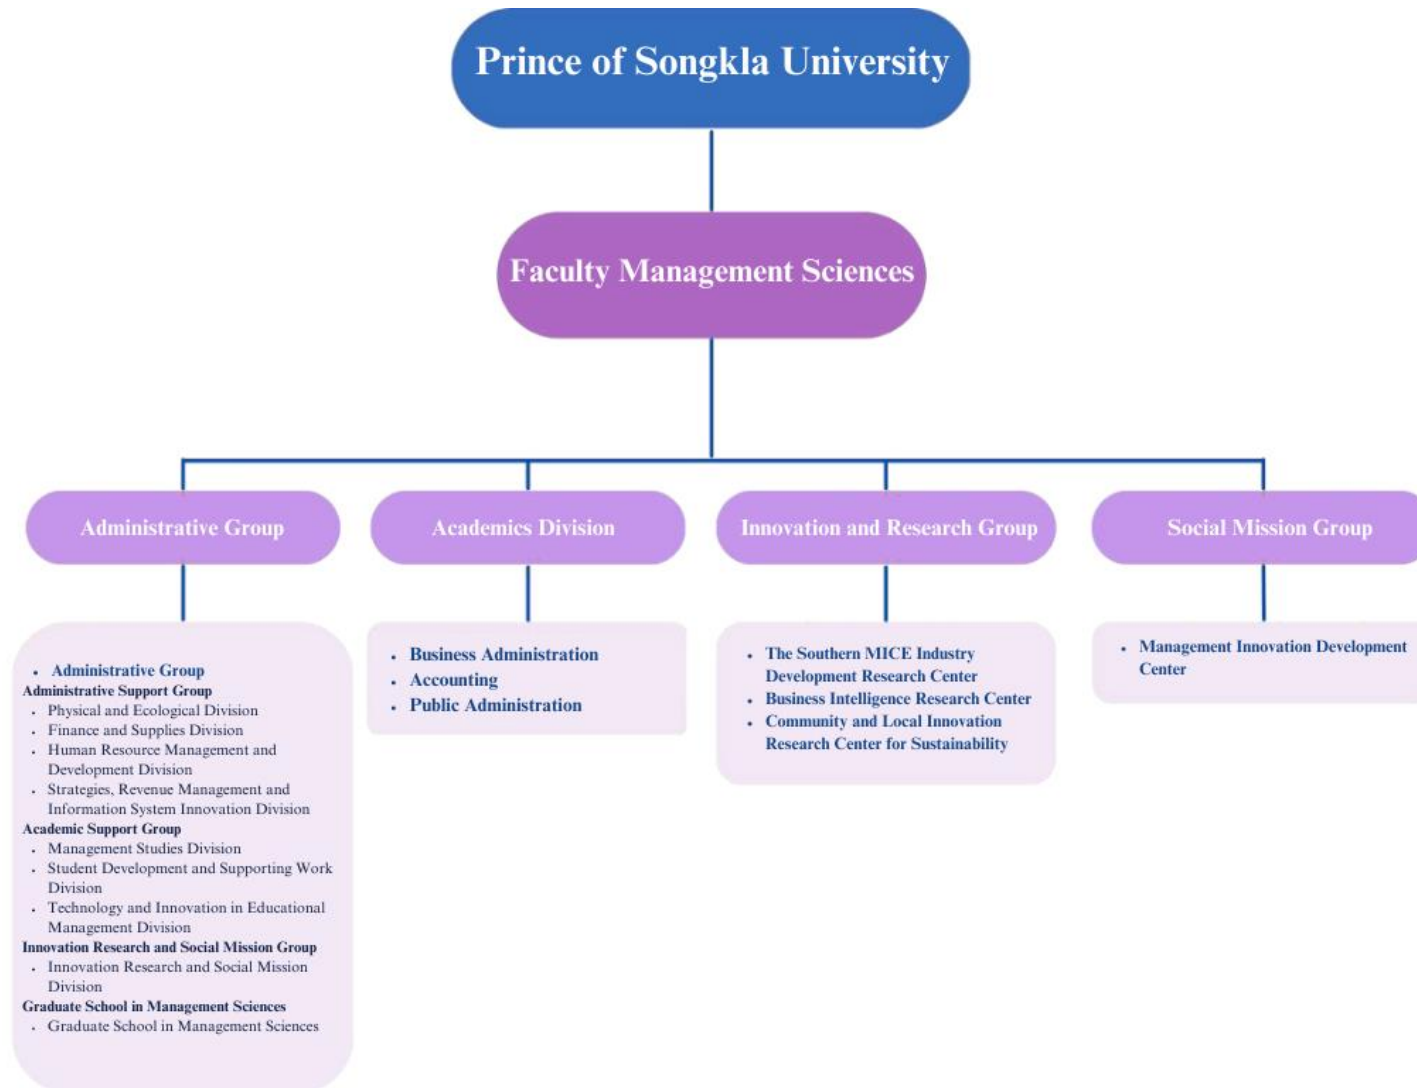 Prince of Songkla University
Faculty Management Sciences
Administrative Group
Academics Division
Innovation and Research Group
Social Mission Group
• Administrative Group
Administrative Support Group
• Physical and Ecological Division
• Finance and Supplies Division
• Human Resource Management and
Development Division
• Strategies, Revenue Management and
Information System Innovation Division
Academic Support Group
• Management Studies Division
• Student Development and Supporting Work
Division
• Technology and Innovation in Educational
Management Division
Innovation Research and Social Mission Group
• Innovation Research and Social Mission
Division
Graduate School in Management Sciences
• Graduate School in Management Sciences
• Business Administration
• Accounting
• Public Administration
• The Southern MICE Industry
Development Research Center
• Business Intelligence Research Center
• Community and Local Innovation
Research Center for Sustainability
• Management Innovation Development
Center